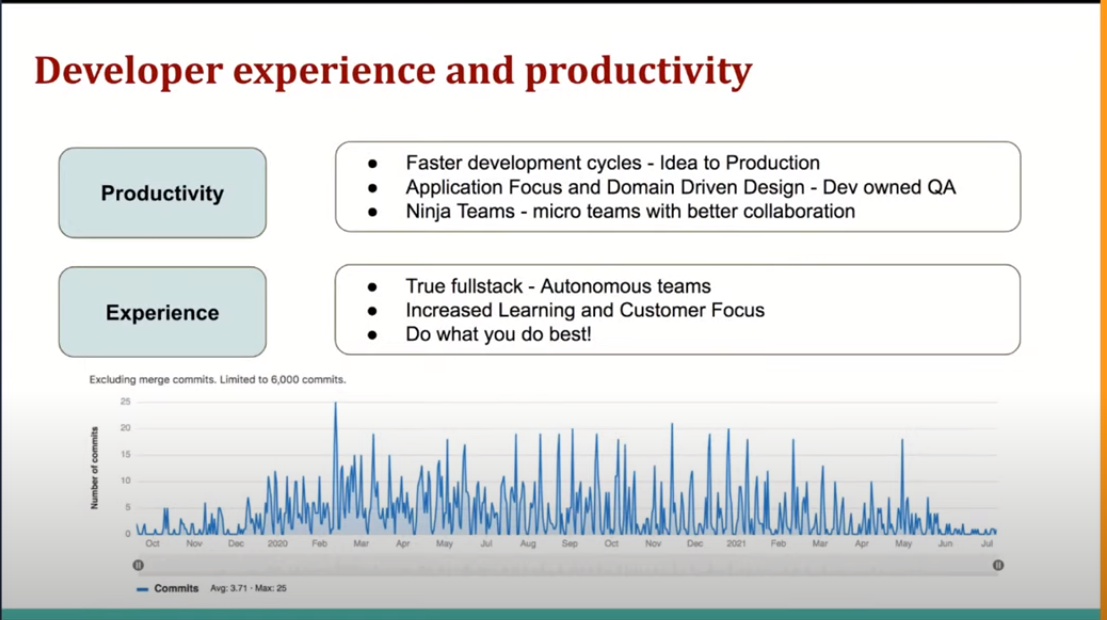 Developer experience and productivity
Productivity
Faster development cycles - Idea to Production
Application Focus and Domain Driven Design - Dev owned QA
Ninja Teams - micro teams with better collaboration
Experience
True fullstack - Autonomous teams
Increased Learning and Customer Focus
Do what you do best!
Excluding merge commits. Limited to 6,000 commits.
Number of commits
25
20
15
10
5
0
Oct Nov Dec 2020 Feb Mar Apr May Jul Aug Sep Oct Nov Dec 2021 Feb Mar Apr May Jun Jul
Commits Avg: 3.71 · Max: 25